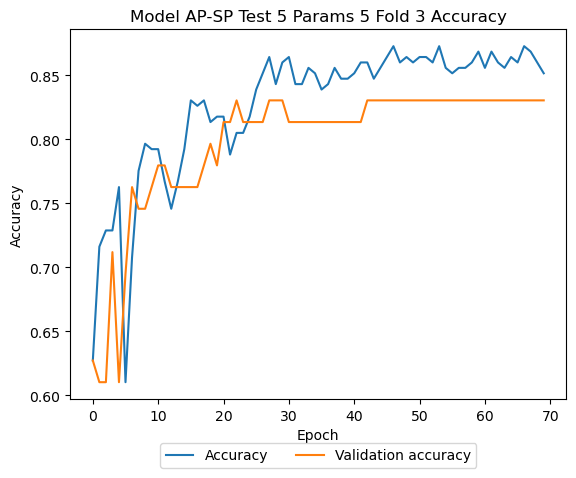 Model AP-SP Test 5 Params 5 Fold 3 Accuracy
0.85
0.80
0.75
0.70
0.65
0.60
Accuracy
0 10 20 30 40 50 60 70
Epoch
Accuracy Validation accuracy